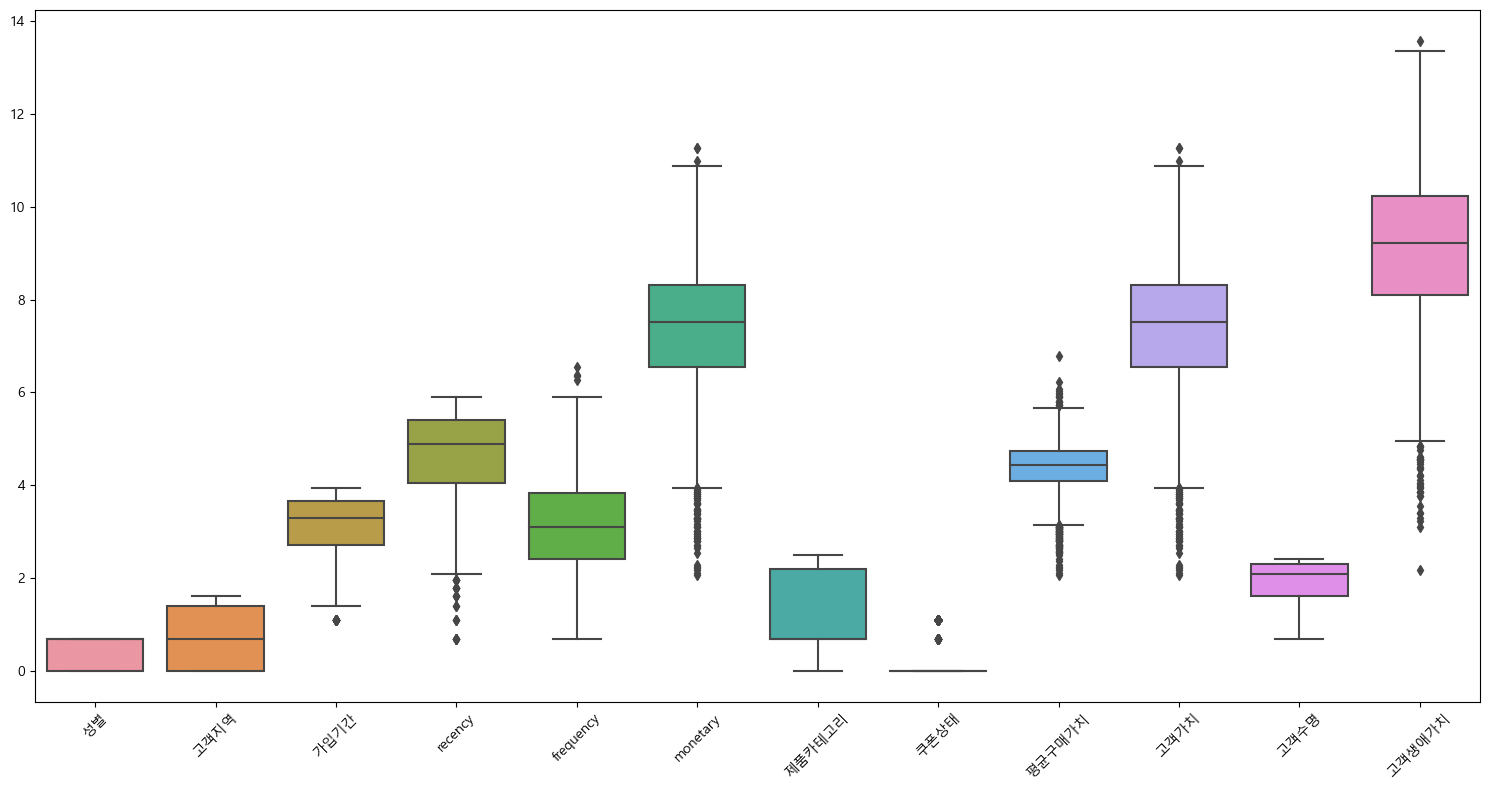 14
12
10
8
6
4
2
0
성별
고객지역
가입기간
recency
frequency
monetary
제품카테고리
쿠폰상태
평균구매가치
고객가치
고객수명
고객생애가치